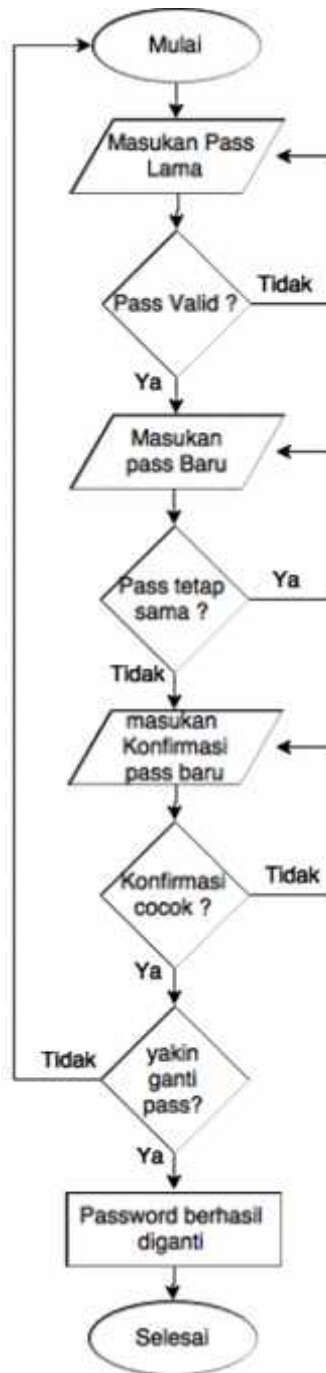 Mulai
Masukan Pass
Lama
Pass Valid ?
Tidak
Ya
Masukan
pass Baru
Pass tetap
sama ?
Ya
Tidak
masukan
Konfirmasi
pass baru
Konfirmasi
cocok ?
Tidak
Ya
Tidak
yakin
ganti
pass?
Ya
Password berhasil
diganti
Selesai